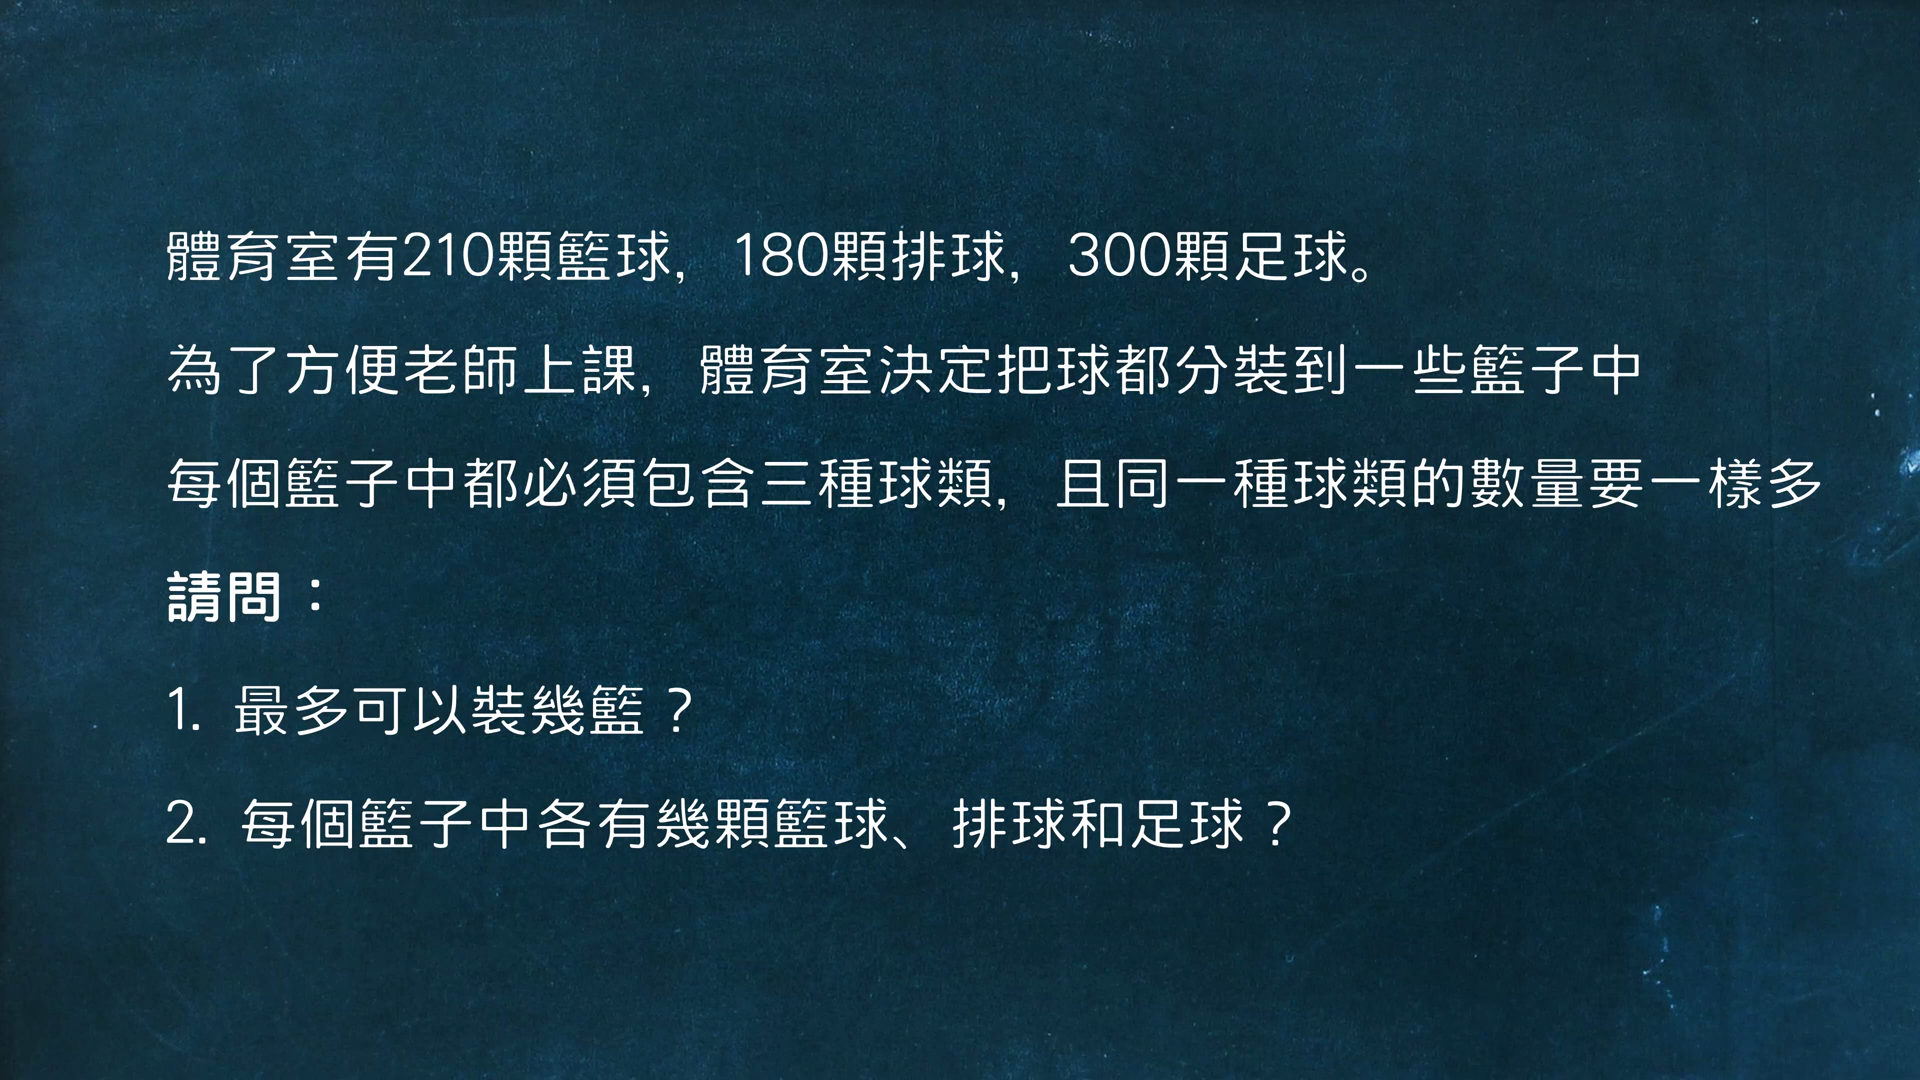 體育室有210顆籃球，180顆排球，300顆足球。
為了方便老師上課，體育室決定把球都分裝到一些籃子中
每個籃子中都必須包含三種球類，且同一種球類的數量要一樣多
請問：
1. 最多可以裝幾籃？
2. 每個籃子中各有幾顆籃球、排球和足球？